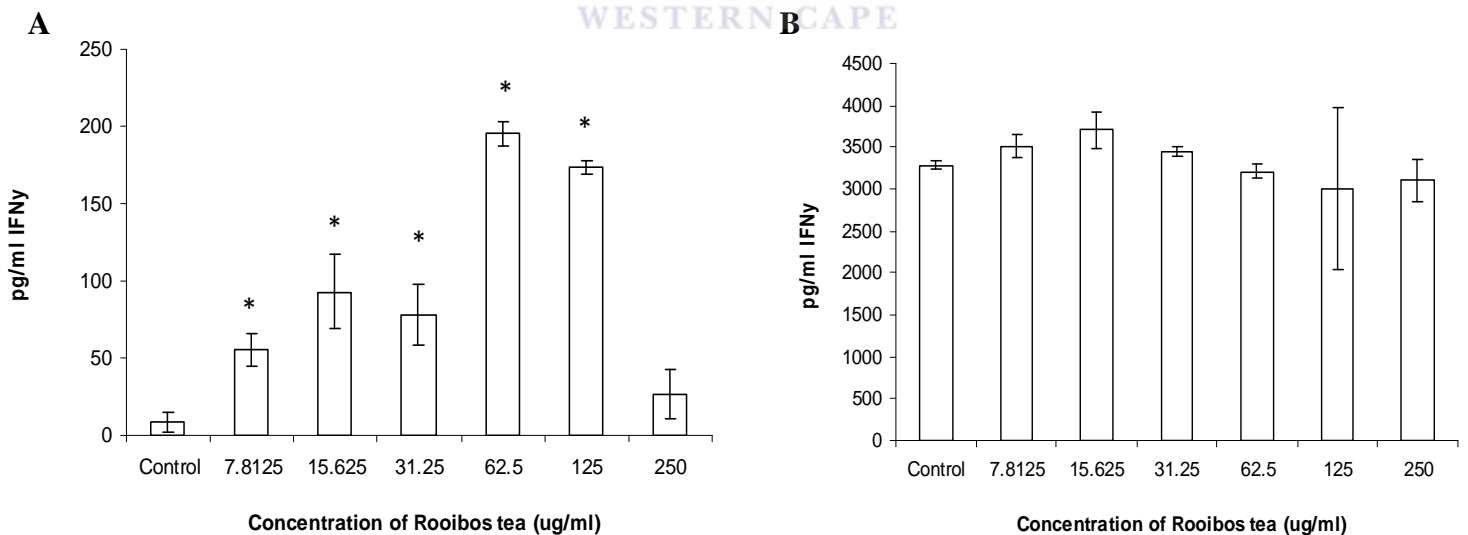 WESTERN CAPE
A
250
200
150
100
50
0
pg/ml IFNy
*
*
*
*
*
Control 7.8125 15.625 31.25 62.5 125 250
Concentration of Rooibos tea (ug/ml)
B
4500
4000
3500
3000
2500
2000
1500
1000
500
0
pg/ml IFNy
Control 7.8125 15.625 31.25 62.5 125 250
Concentration of Rooibos tea (ug/ml)